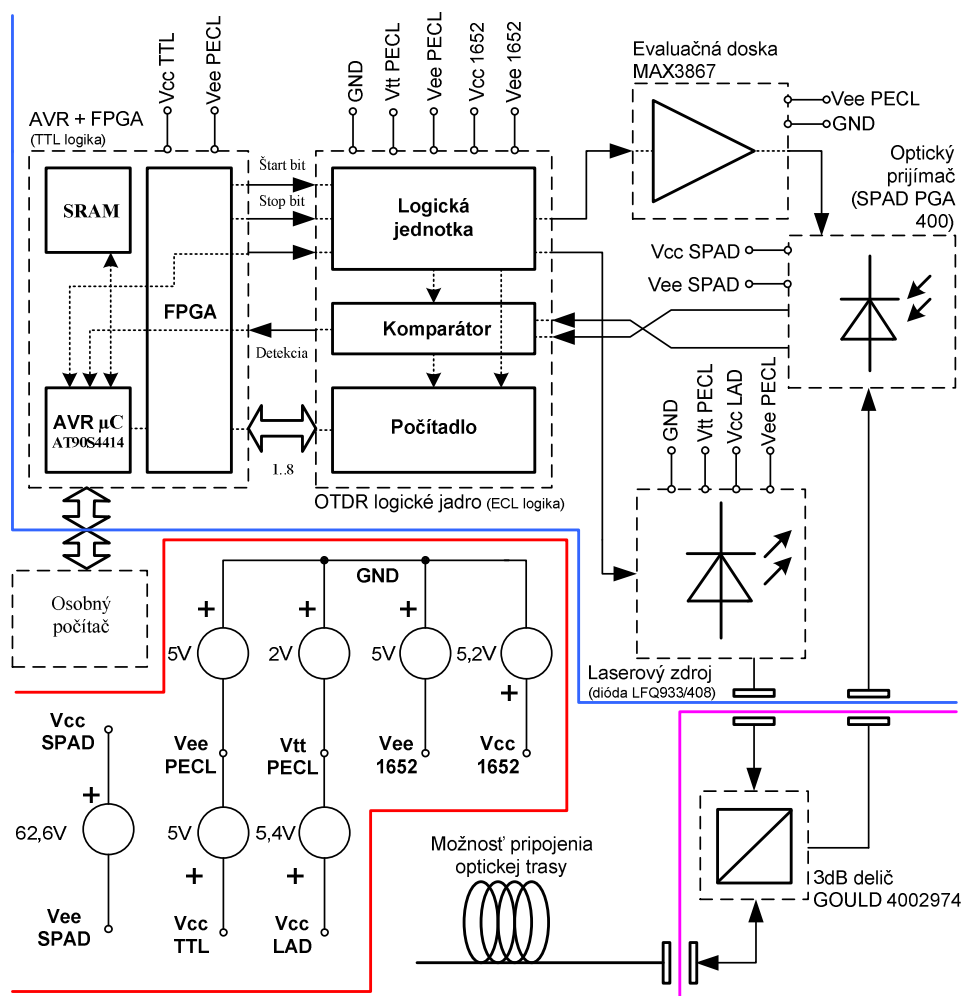 Vcc TTL
Vee PECL
GND
Vtt PECL
Vee PECL
Vcc 1652
Vee 1652
Evaluačná doska
MAX3867
Vee PECL
GND
AVR + FPGA
(TTL logika)
SRAM
FPGA
AVR µC
AT90S4414
Štart bit
Stop bit
Detekcia
1..8
Logická
jednotka
Komparátor
Počítadlo
OTDR logické jadro (ECL logika)
Optický
prijímač
(SPAD PGA
400)
Vcc SPAD
Vee SPAD
GND
Vtt PECL
Vcc LAD
Vee PECL
Laserový zdroj
(dióda LFQ933/408)
Osobný
počítač
GND
+
+
+
5V
2V
5V
5,2V
+
Vcc
SPAD
Vee
PECL
Vtt
PECL
Vee
1652
Vcc
1652
+
62,6V
5V
5,4V
+
+
Vee
SPAD
Vcc
TTL
Vcc
LAD
Možnosť pripojenia
optickej trasy
3dB delič
GOULD 4002974